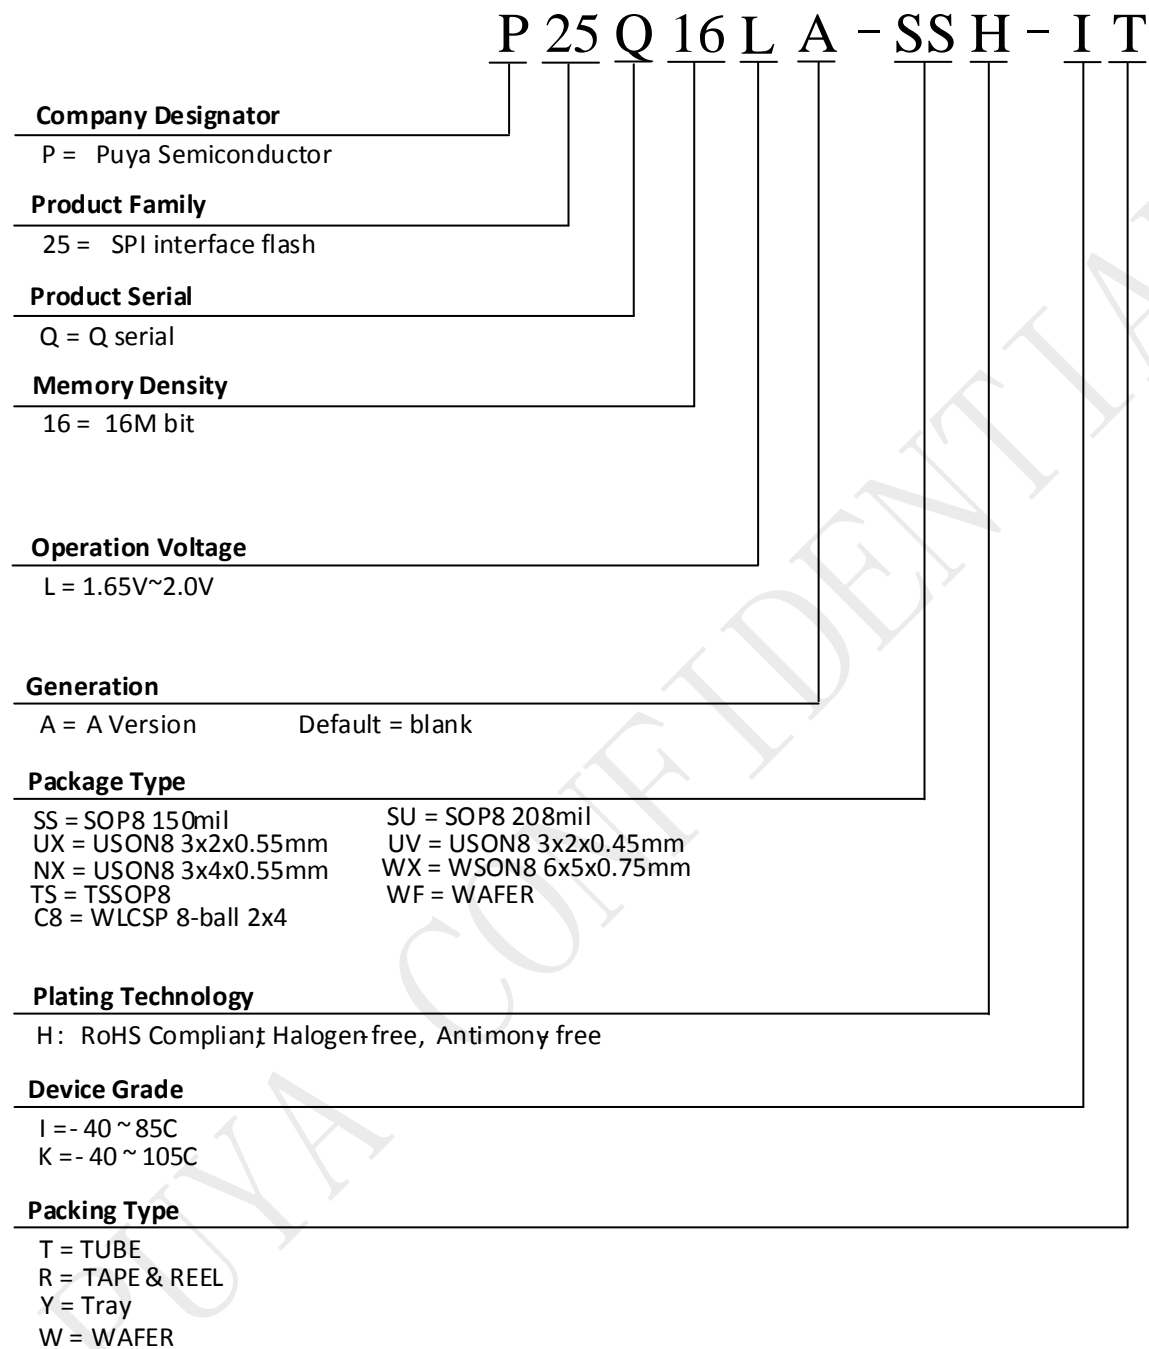 P 25 Q 16 L A - SS H - I T
Company Designator
P = Puya Semiconductor
Product Family
25 = SPI interface flash
Product Serial
Q = Q serial
Memory Density
16 = 16M bit
Operation Voltage
L = 1.65V~2.0V
Generation
A = A Version Default = blank
Package Type
SS = SOP8 150mil SU = SOP8 208mil
UX = USON8 3x2x0.55mm UV = USON8 3x2x0.45mm
NX = USON8 3x4x0.55mm WX = WSON8 6x5x0.75mm
TS = TSSOP8 WF = WAFER
C8 = WLCSP 8-ball 2x4
Plating Technology
H: RoHS Compliant, Halogen-free, Antimony-free
Device Grade
I = - 40 ~ 85C
K = - 40 ~ 105C
Packing Type
T = TUBE
R = TAPE & REEL
Y = Tray
W = WAFER
PUYA CONFIDENTIA